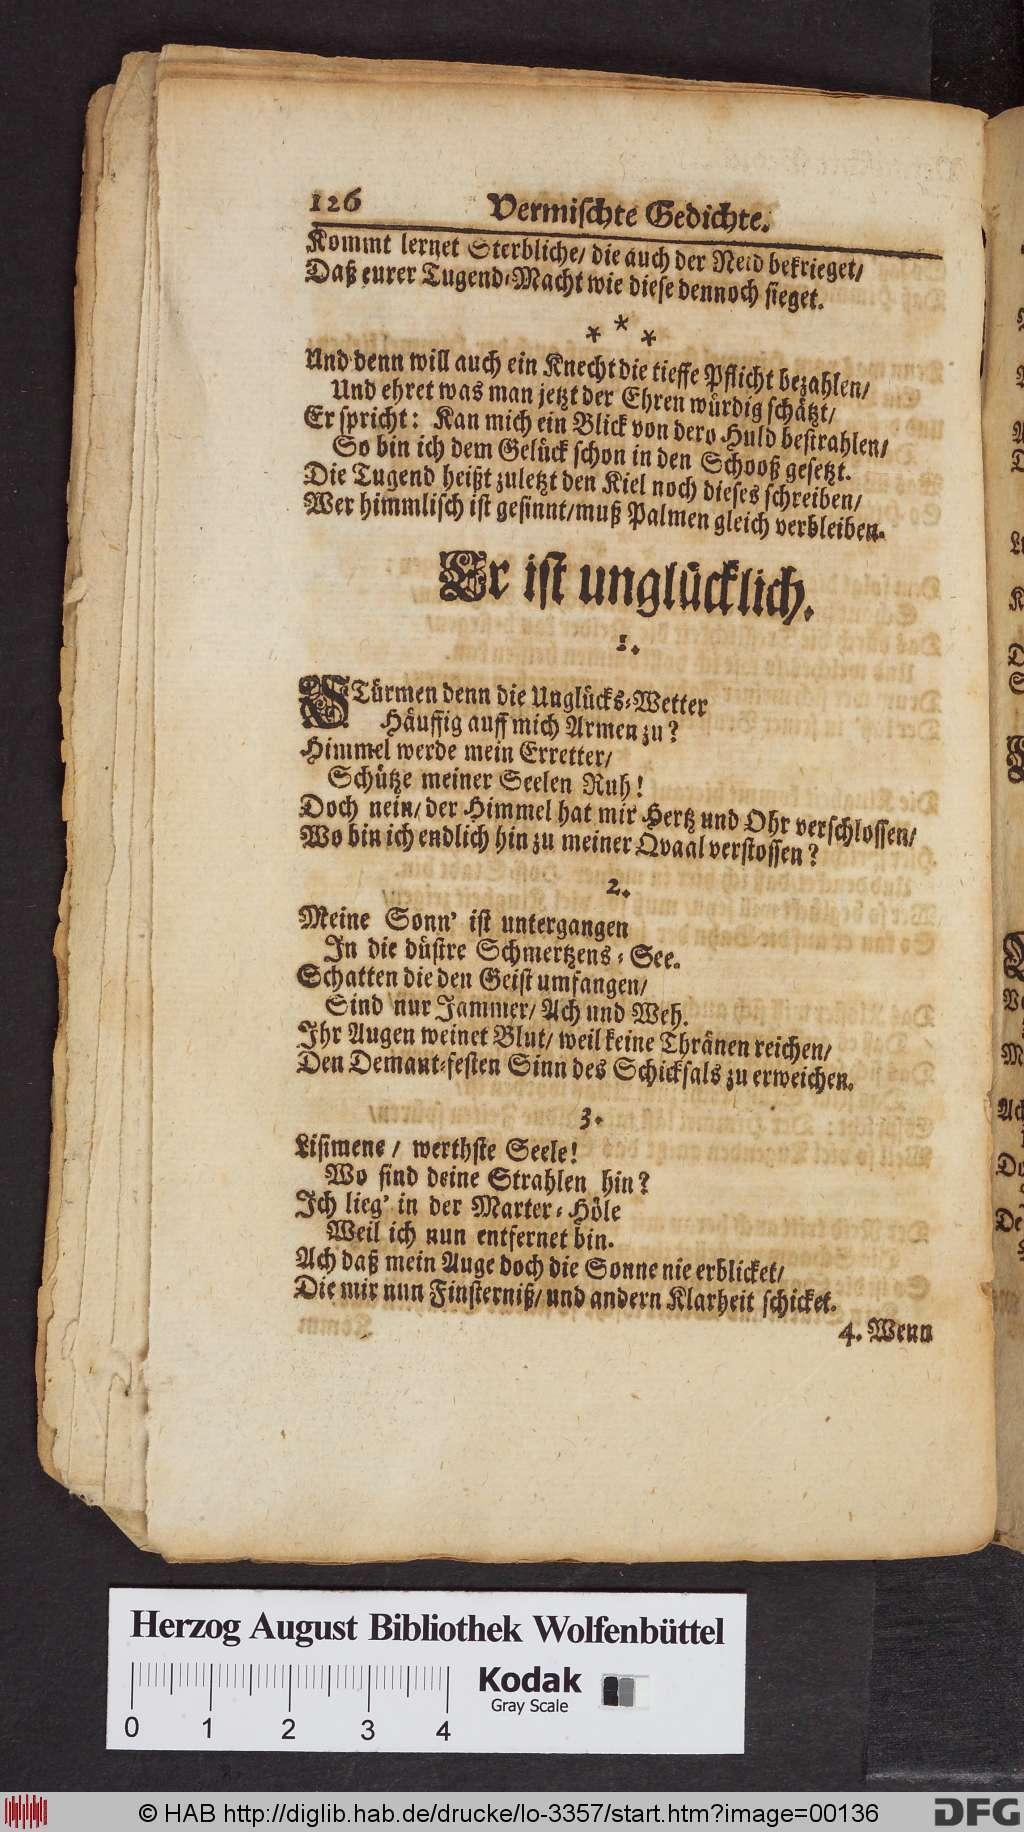 126 Vermischte Gedichte.
Kommt lernet Sterbliche/ die auch der Neid bekrieget/
Daß eurer Tugend-Macht wie diese dennoch sieget.
* * *
Und denn will auch ein Knecht die tieffe Pflicht bezahlen/
Und ehret was man jetzt der Ehren würdig schätzt/
Er spricht: Kan mich ein Blick von dero Huld bestrahlen/
So bin ich dem Gelück schon in den Schooß gesetzt.
Die Tugend heißt zuletzt den Kiel noch dieses schreiben/
Wer himmlisch ist gesinnt/ muß Palmen gleich verbleiben.
Er ist unglücklich.
1.
STürmen denn die Unglücks-Wetter
Häuffig auff mich Armen zu?
Himmel werde mein Erretter/
Schütze meiner Seelen Ruh!
Doch nein/ der Himmel hat mir Hertz und Ohr verschlossen/
Wo bin ich endlich hin zu meiner Qvaal verstossen?
2.
Meine Sonn' ist untergangen
In die düstre Schmertzens-See.
Schatten die den Geist umfangen/
Sind nur Jammer/ Ach und Weh.
Ihr Augen weinet Blut/ weil keine Thränen reichen/
Den Demant-festen Sinn des Schicksals zu erweichen.
3.
Lisimene/ werthste Seele!
Wo sind deine Strahlen hin?
Ich lieg' in der Marter-Höle
Weil ich nun entfernet bin.
Ach daß mein Auge doch die Sonne nie erblicket/
Die mir nun Finsterniß/ und andern Klarheit schicket.
4. Wenn
Herzog August Bibliothek Wolfenbüttel
Kodak
Gray Scale
0 1 2 3 4
© HAB http://diglib.hab.de/drucke/lo-3357/start.htm?image=00136
DFG